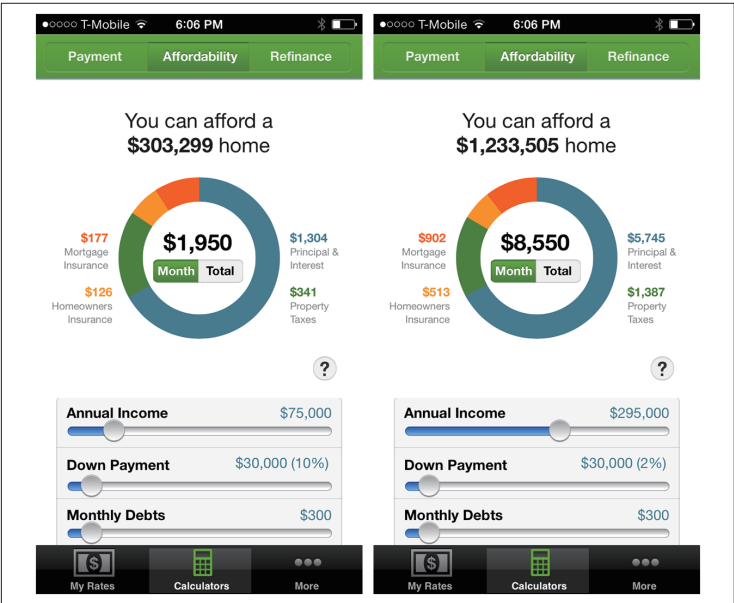 T-Mobile 6:06 PM
Payment Affordability Refinance
You can afford a
$303,299 home
$177
Mortgage
Insurance
$126
Homeowners
Insurance
$1,950
Month Total
$1,304
Principal &
Interest
$341
Property
Taxes
?
Annual Income $75,000
Down Payment $30,000 (10%)
Monthly Debts $300
My Rates Calculators More
T-Mobile 6:06 PM
Payment Affordability Refinance
You can afford a
$1,233,505 home
$902
Mortgage
Insurance
$513
Homeowners
Insurance
$8,550
Month Total
$5,745
Principal &
Interest
$1,387
Property
Taxes
?
Annual Income $295,000
Down Payment $30,000 (2%)
Monthly Debts $300
My Rates Calculators More